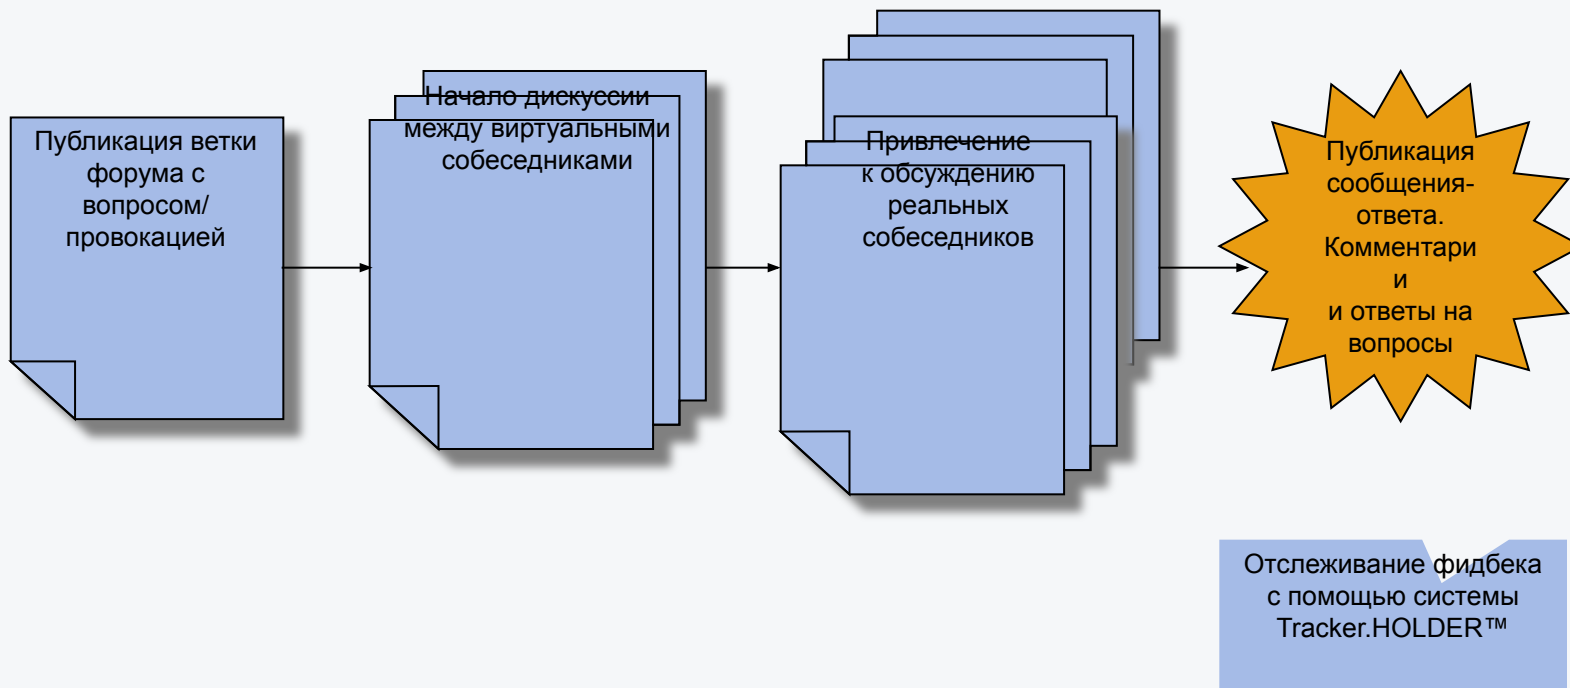 Публикация ветки
форума с
вопросом/
провокацией
Начало дискуссии
между виртуальными
собеседниками
Привлечение
к обсуждению
реальных
собеседников
Публикация
сообщения-
ответа.
Комментари
и
и ответы на
вопросы
Отслеживание фидбека
с помощью системы
Tracker.HOLDER™